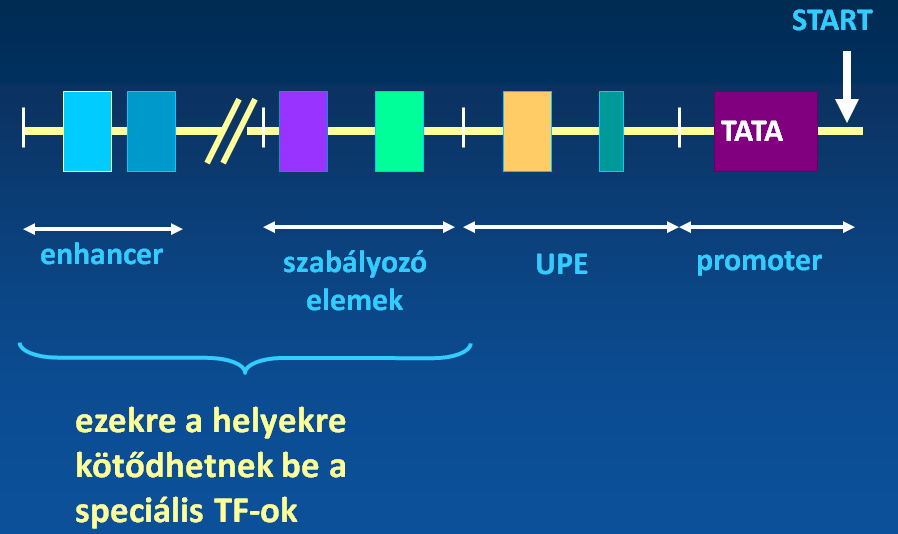 START
TATA
enhancer
szabályozó
elemek
UPE
promoter
ezekre a helyekre
kötődhetnek be a
speciális TF-ok